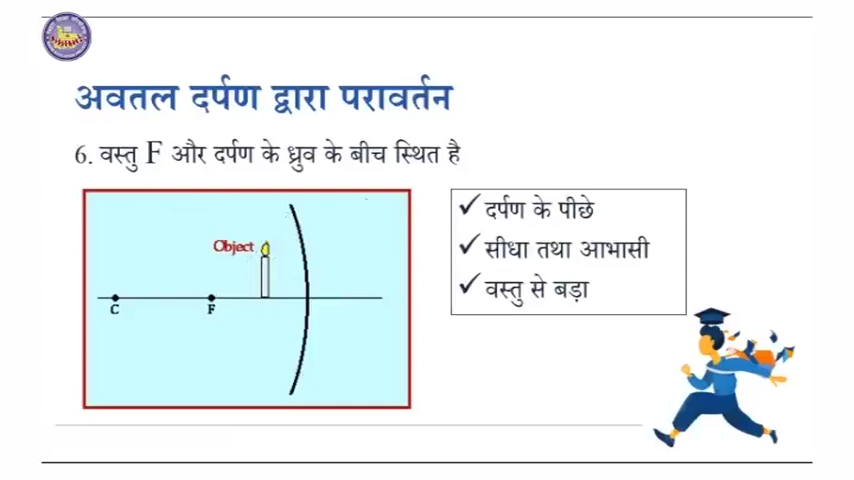 अवतल दर्पण द्वारा परावर्तन
6. वस्तु F और दर्पण के ध्रुव के बीच स्थित है
Object
C
F
✓ दर्पण के पीछे
✓ सीधा तथा आभासी
✓ वस्तु से बड़ा